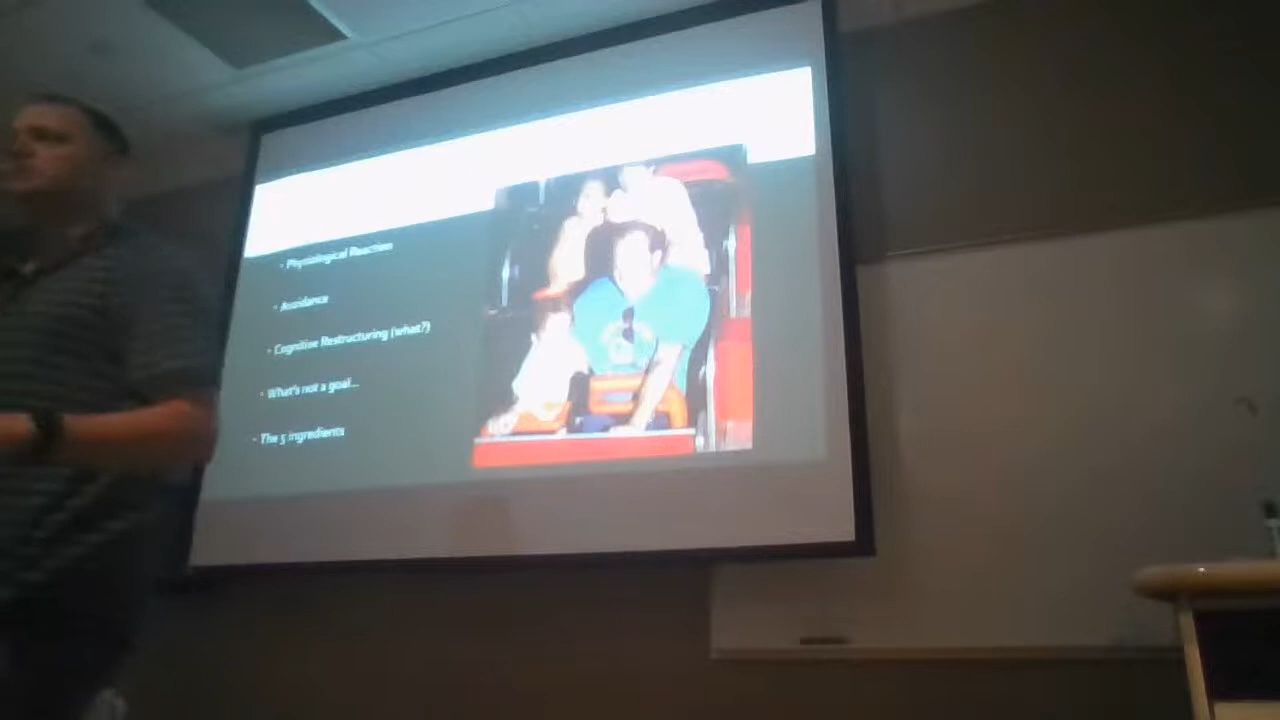 - Physiological Reaction
- Avoidance
- Cognitive Restructuring (what?)
- What's not a goal...
- The 5 ingredients